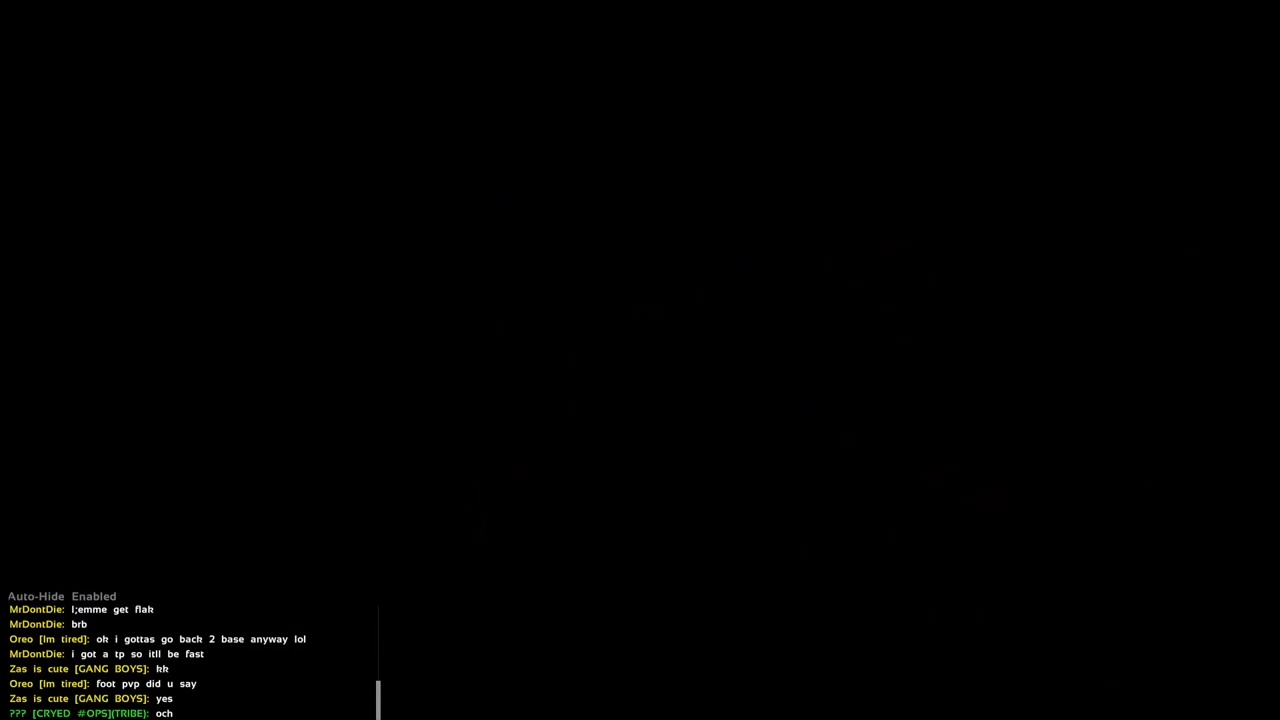 Auto-Hide Enabled
MrDontDie: l;emme get flak
MrDontDie: brb
Oreo [Im tired]: ok i gottas go back 2 base anyway lol
MrDontDie: i got a tp so itll be fast
Zas is cute [GANG BOYS]: kk
Oreo [Im tired]: foot pvp did u say
Zas is cute [GANG BOYS]: yes
??? [CRYED #OPS](TRIBE): och